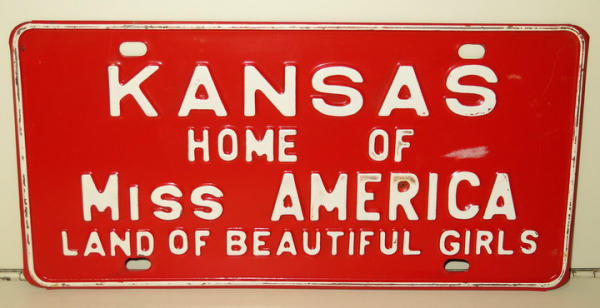 KANSAS
HOME OF
Miss AMERICA
LAND OF BEAUTIFUL GIRLS